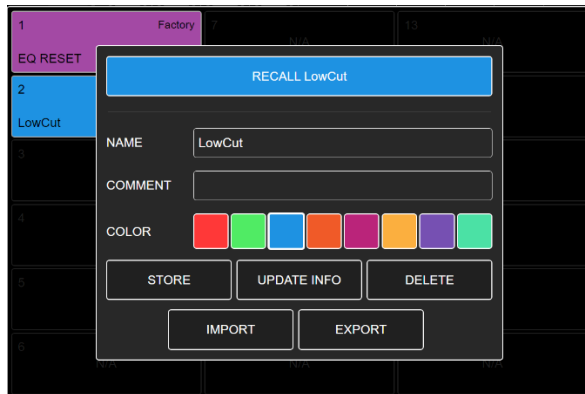 1 Factory
7
13
N/A
N/A
EQ RESET
RECALL LowCut
2
LowCut
NAME LowCut
3
COMMENT
4
COLOR
5
STORE UPDATE INFO DELETE
IMPORT EXPORT
6
N/A
N/A
N/A